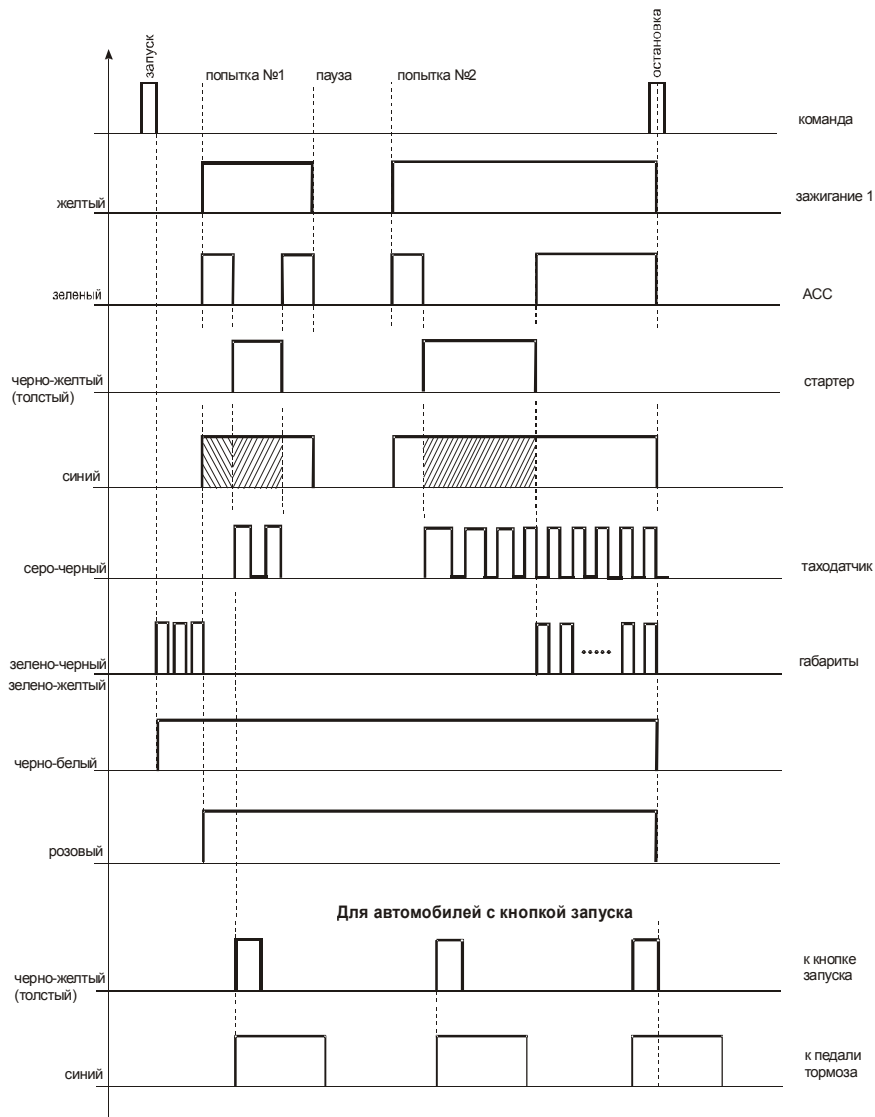 запуск
остановка
попытка №1
пауза
попытка №2
команда
желтый
зажигание 1
зеленый
АСС
черно-желтый
(толстый)
стартер
синий
серо-черный
таходатчик
зелено-черный
зелено-желтый
габариты
черно-белый
розовый
Для автомобилей с кнопкой запуска
черно-желтый
(толстый)
к кнопке
запуска
синий
к педали
тормоза